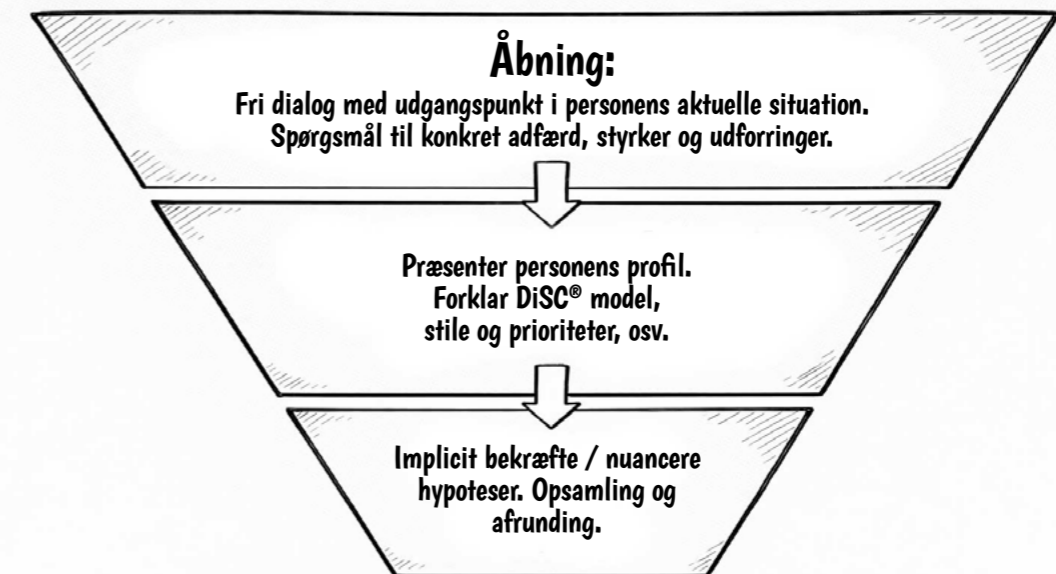 Åbning:
Fri dialog med udgangspunkt i personens aktuelle situation.
Spørgsmål til konkret adfærd, styrker og udforringer.
Præsenter personens profil.
Forklar DiSC® model,
stile og prioriteter, osv.
Implicit bekræfte / nuancere
hypoteser. Opsamling og
afrunding.